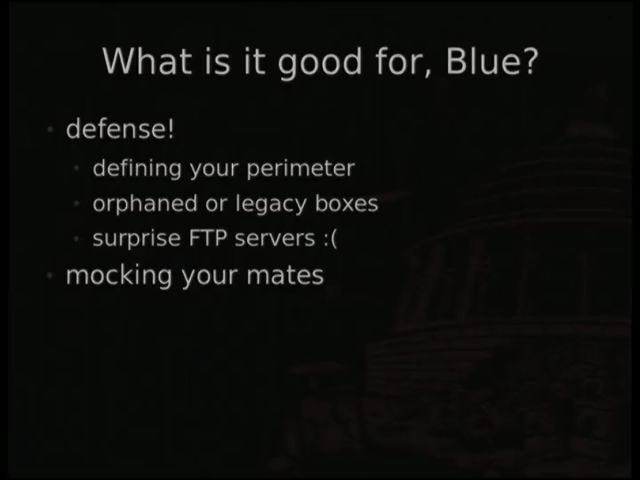 What is it good for, Blue?
defense!
defining your perimeter
orphaned or legacy boxes
surprise FTP servers :(
mocking your mates